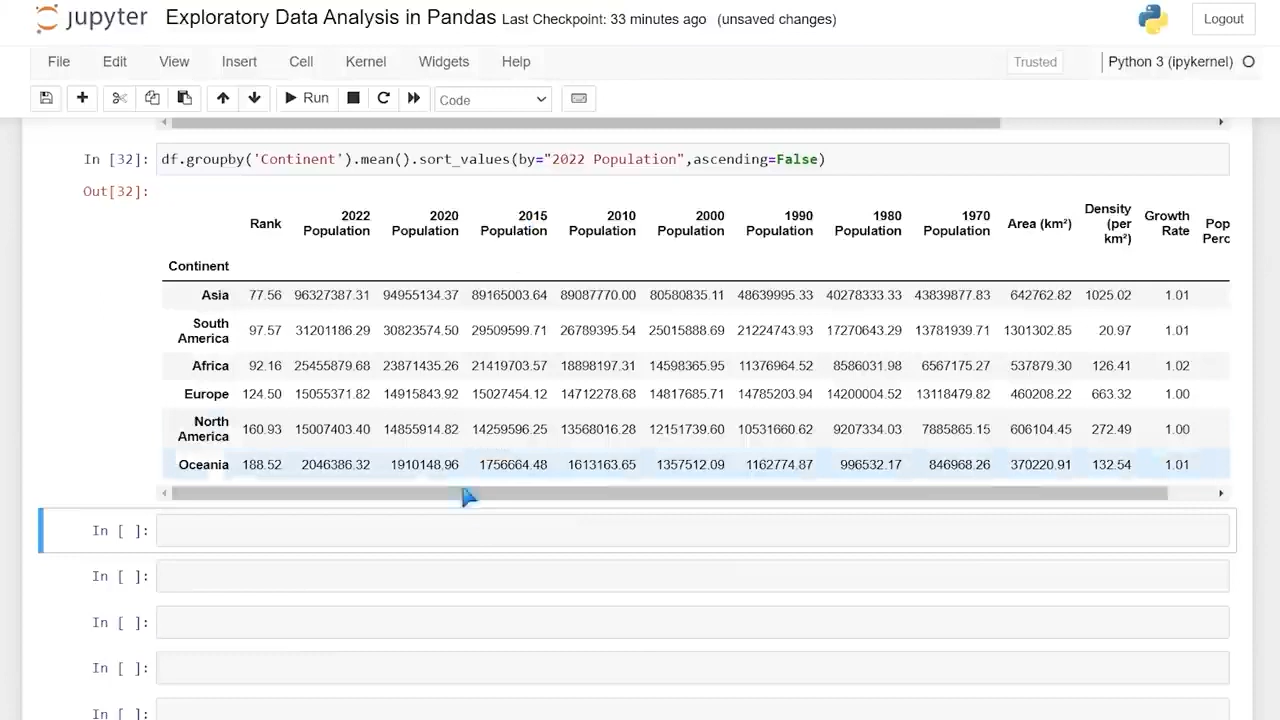 jupyter Exploratory Data Analysis in Pandas Last Checkpoint: 33 minutes ago (unsaved changes) Logout
File Edit View Insert Cell Kernel Widgets Help Trusted Python 3 (ipykernel)
Run Code
In [32]: df.groupby('Continent').mean().sort_values(by="2022 Population",ascending=False)
Out[32]:
Rank 2022 Population 2020 Population 2015 Population 2010 Population 2000 Population 1990 Population 1980 Population 1970 Population Area (km²) Density (per km²) Growth Rate Pop Perc
Continent
Asia 77.56 96327387.31 94955134.37 89165003.64 89087770.00 80580835.11 48639995.33 40278333.33 43839877.83 642762.82 1025.02 1.01
South America 97.57 31201186.29 30823574.50 29509599.71 26789395.54 25015888.69 21224743.93 17270643.29 13781939.71 1301302.85 20.97 1.01
Africa 92.16 25455879.68 23871435.26 21419703.57 18898197.31 14598365.95 11376964.52 8586031.98 6567175.27 537879.30 126.41 1.02
Europe 124.50 15055371.82 14915843.92 15027454.12 14712278.68 14817685.71 14785203.94 14200004.52 13118479.82 460208.22 663.32 1.00
North America 160.93 15007403.40 14855914.82 14259596.25 13568016.28 12151739.60 10531660.62 9207334.03 7885865.15 606104.45 272.49 1.00
Oceania 188.52 2046386.32 1910148.96 1756664.48 1613163.65 1357512.09 1162774.87 996532.17 846968.26 370220.91 132.54 1.01
In [ ]:
In [ ]:
In [ ]:
In [ ]:
In [ ]: